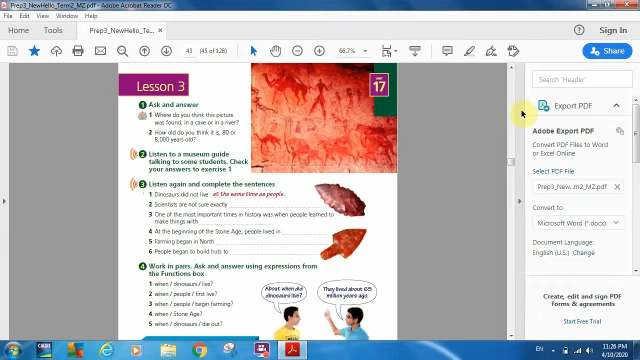 Prep3_NewHello_Term2_MZ.pdf - Adobe Acrobat Reader DC
File Edit View Window Help
Home Tools Prep3_NewHello_Term... × Sign In
43 (45 of 128) 66.7% Share
Lesson 3
17
1 Ask and answer
1 Where do you think this picture
was found, in a cave or in a river?
2 How old do you think it is, 80 or
8,000 years old?
2 Listen to a museum guide
talking to some students. Check
your answers to exercise 1
3 Listen again and complete the sentences
1 Dinosaurs did not live at the same time as people.
2 Scientists are not sure exactly
3 One of the most important times in history was when people learned to
make things with
4 At the beginning of the Stone Age, people lived in
5 Farming began in North
6 People began to build huts to
4 Work in pairs. Ask and answer using expressions from
the Functions box
1 when / dinosaurs / live?
2 when / people / first live?
3 when / people / begin farming?
4 when / Stone Age?
5 when / dinosaurs / die out?
About when did
dinosaurs live?
They lived about 65
million years ago.
Search 'Header'
Export PDF
Adobe Export PDF
Convert PDF Files to Word
or Excel Online
Select PDF File
Prep3_New...m2_MZ.pdf ×
Convert to
Microsoft Word (*.docx)
Document Language:
English (U.S.) Change
Create, edit and sign PDF
forms & agreements
Start Free Trial
EN
11:26 PM
4/10/2020